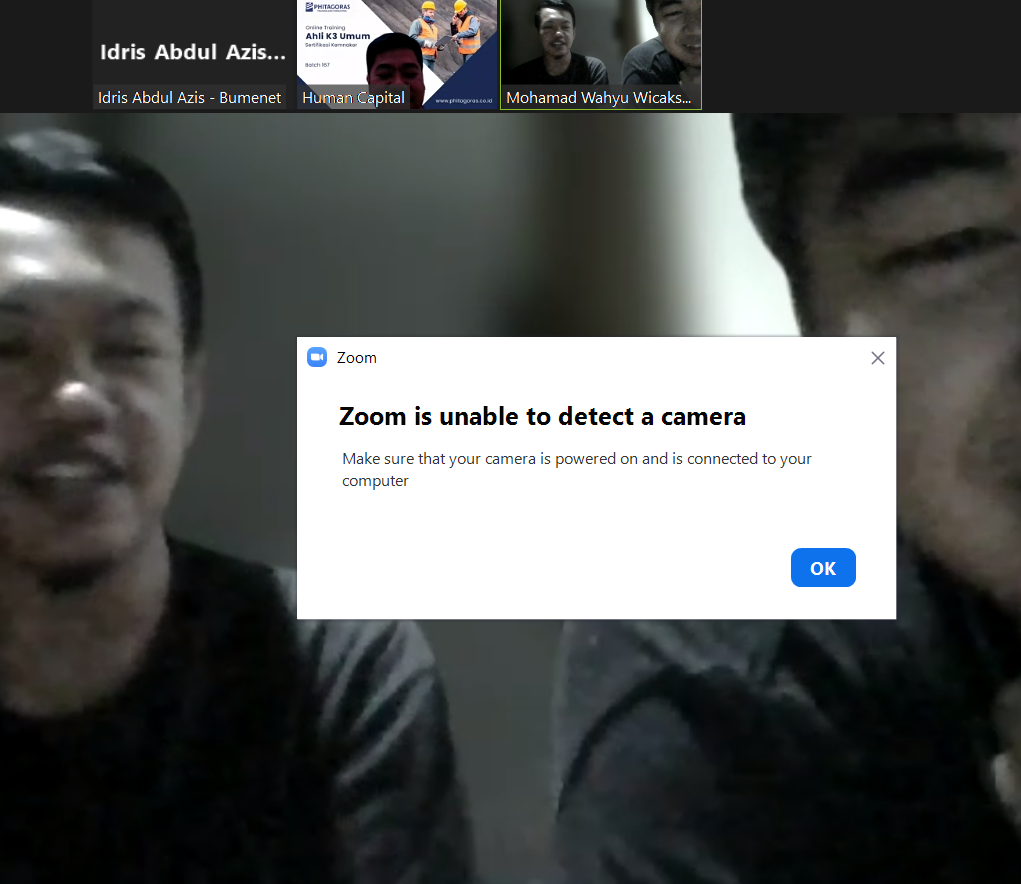 Idris Abdul Azis...
Idris Abdul Azis - Bumenet
PHITAGORAS
Online Training
Ahli K3 Umum
Sertifikasi Kemnaker
Batch 167
www.phitagoras.co.id
Human Capital
Mohamad Wahyu Wicaks...
Zoom
Zoom is unable to detect a camera
Make sure that your camera is powered on and is connected to your
computer
OK